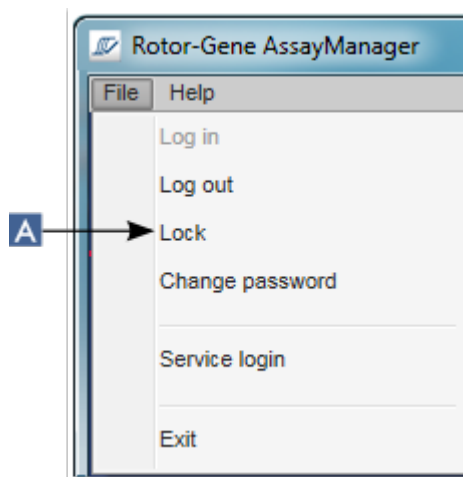 Rotor-Gene AssayManager
File Help
Log in
Log out
A Lock
Change password
Service login
Exit